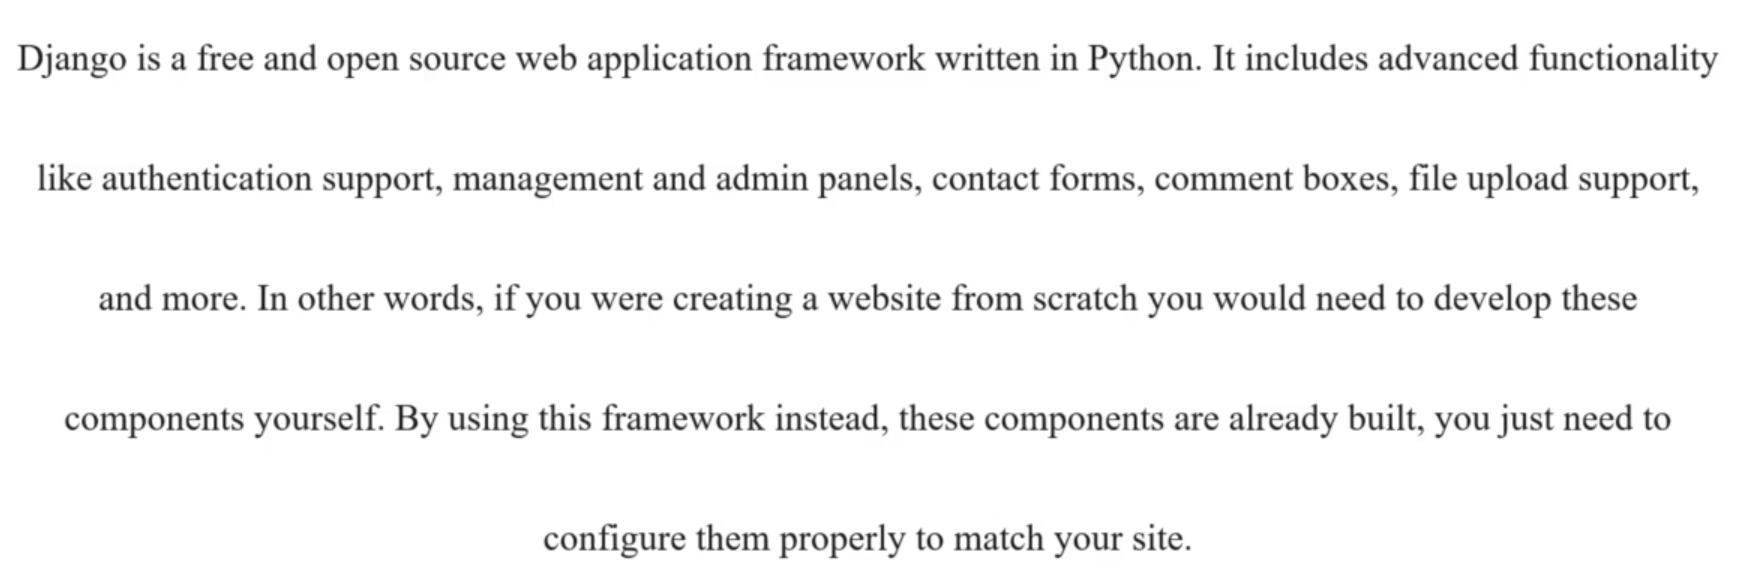 Django is a free and open source web application framework written in Python. It includes advanced functionality
like authentication support, management and admin panels, contact forms, comment boxes, file upload support,
and more. In other words, if you were creating a website from scratch you would need to develop these
components yourself. By using this framework instead, these components are already built, you just need to
configure them properly to match your site.